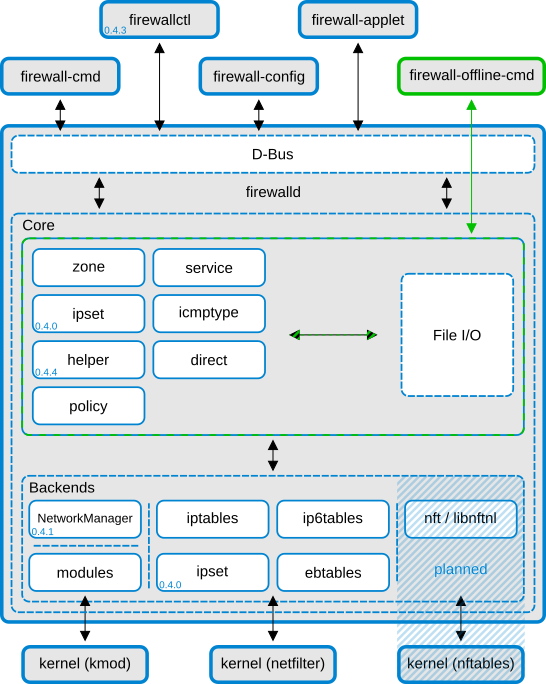 firewallctl
0.4.3
firewall-applet
firewall-cmd
firewall-config
firewall-offline-cmd
D-Bus
firewalld
Core
zone
service
ipset
0.4.0
icmptype
helper
0.4.4
direct
policy
File I/O
Backends
NetworkManager
0.4.1
iptables
ip6tables
nft / libnftnl
modules
ipset
0.4.0
ebtables
planned
kernel (kmod)
kernel (netfilter)
kernel (nftables)